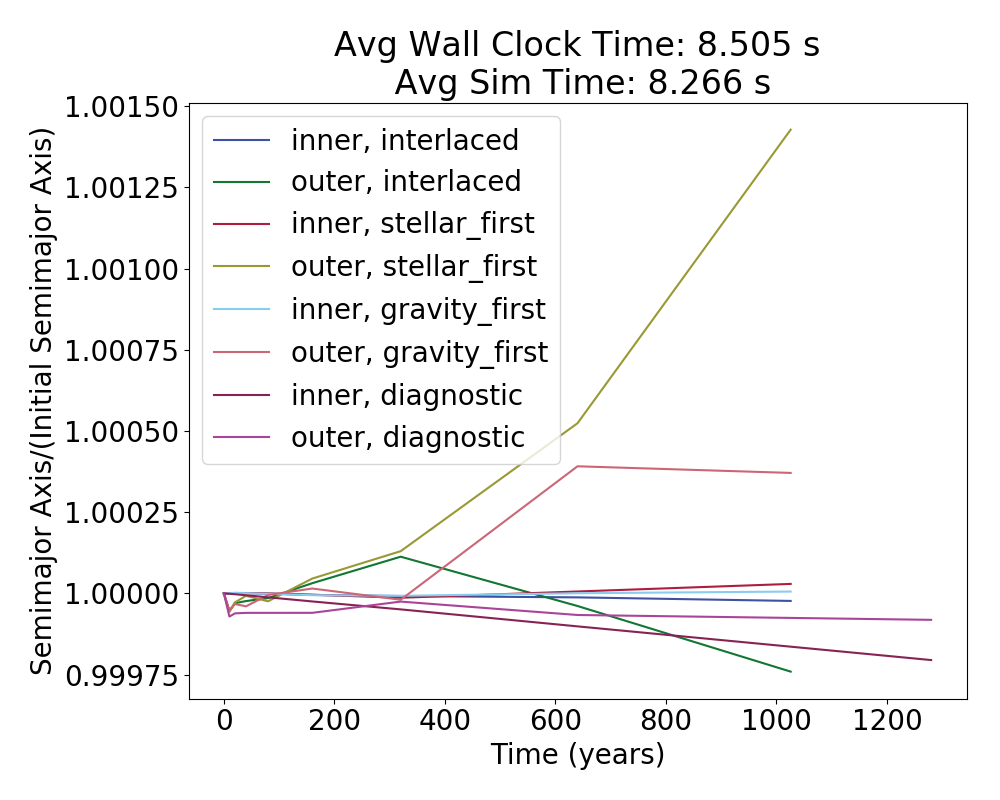 Avg Wall Clock Time: 8.505 s
Avg Sim Time: 8.266 s
Semimajor Axis/(Initial Semimajor Axis)
1.00150
1.00125
1.00100
1.00075
1.00050
1.00025
1.00000
0.99975
inner, interlaced
outer, interlaced
inner, stellar_first
outer, stellar_first
inner, gravity_first
outer, gravity_first
inner, diagnostic
outer, diagnostic
0 200 400 600 800 1000 1200
Time (years)